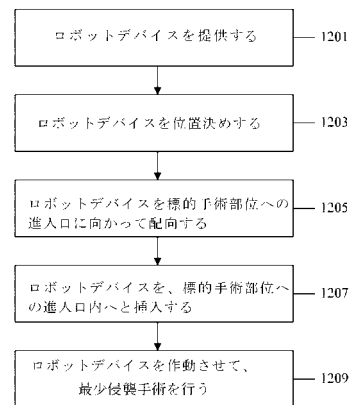 ロボットデバイスを提供する
1201
ロボットデバイスを位置決めする
1203
ロボットデバイスを標的手術部位への
進入口に向かって配向する
1205
ロボットデバイスを、標的手術部位へ
の進入口内へと挿入する
1207
ロボットデバイスを作動させて、
最少侵襲手術を行う
1209